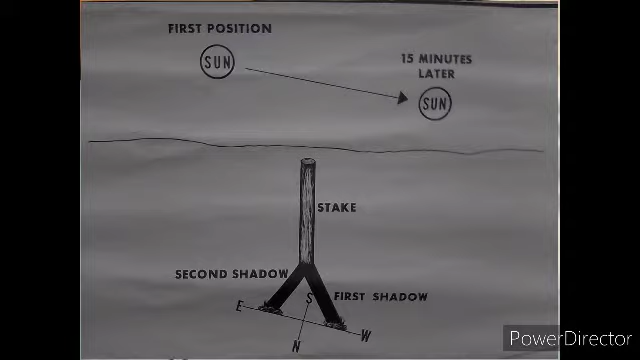 FIRST POSITION
SUN
15 MINUTES
LATER
SUN
STAKE
SECOND SHADOW
FIRST SHADOW
S
E
W
N
PowerDirector